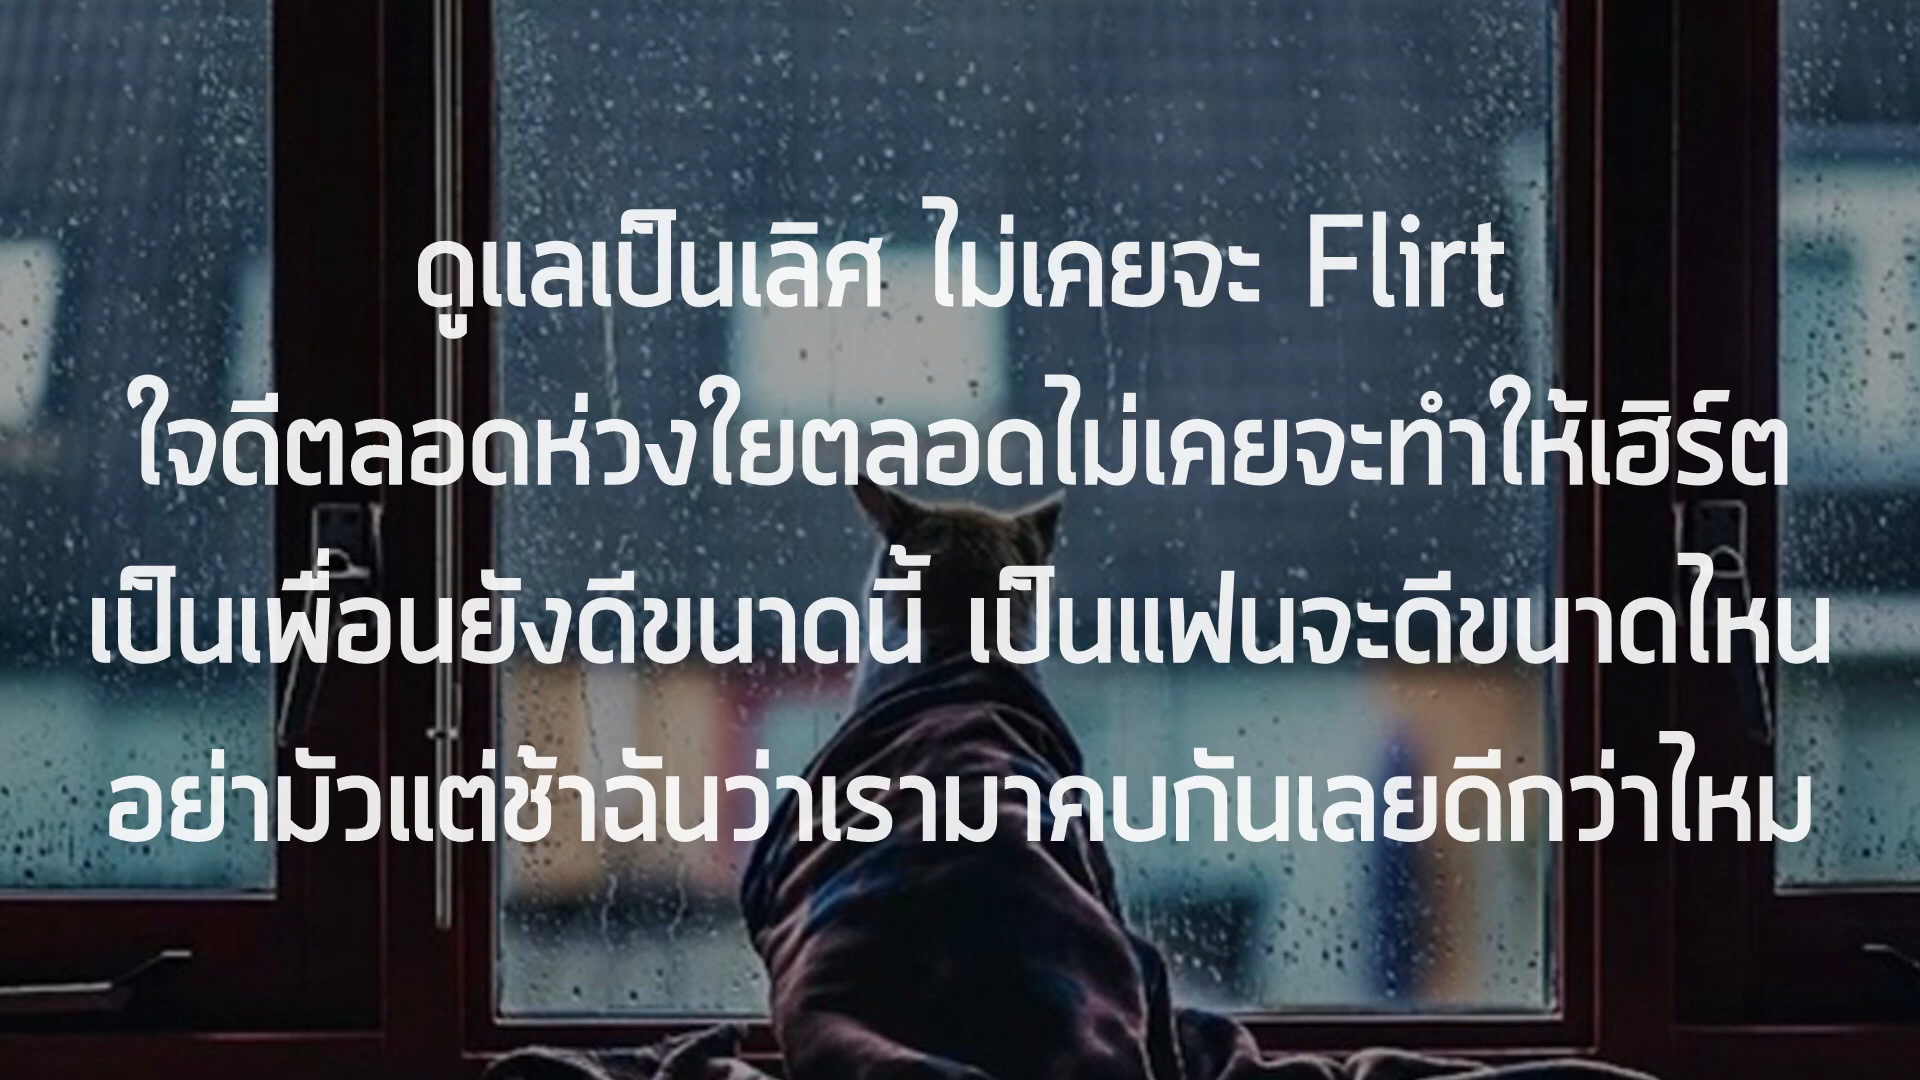 ดูแลเป็นเลิศ ไม่เคยจะ Flirt
ใจดีตลอดห่วงใยตลอดไม่เคยจะทำให้เฮิร์ต
เป็นเพื่อนยังดีขนาดนี้ เป็นแฟนจะดีขนาดไหน
อย่ามัวแต่ช้าฉันว่าเรามาคบกันเลยดีกว่าไหม